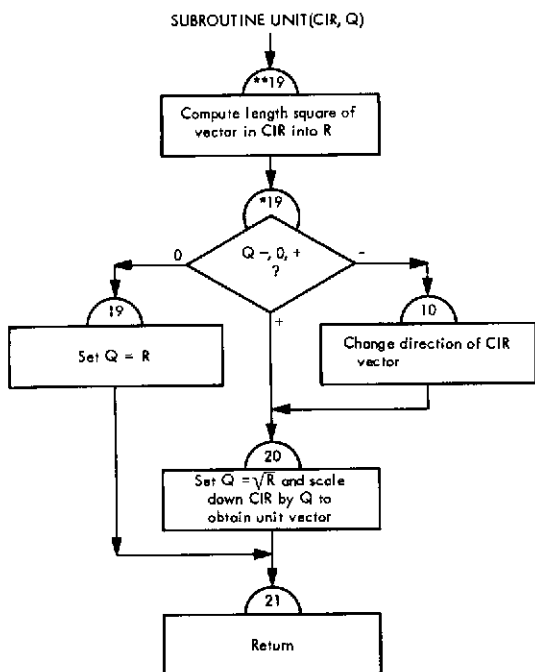 SUBROUTINE UNIT(CIR, Q)
**19
Compute length square of
vector in CIR into R
*19
0
Q -, 0, +
?
-
+
19
Set Q = R
10
Change direction of CIR
vector
20
Set Q = √R and scale
down CIR by Q to
obtain unit vector
21
Return